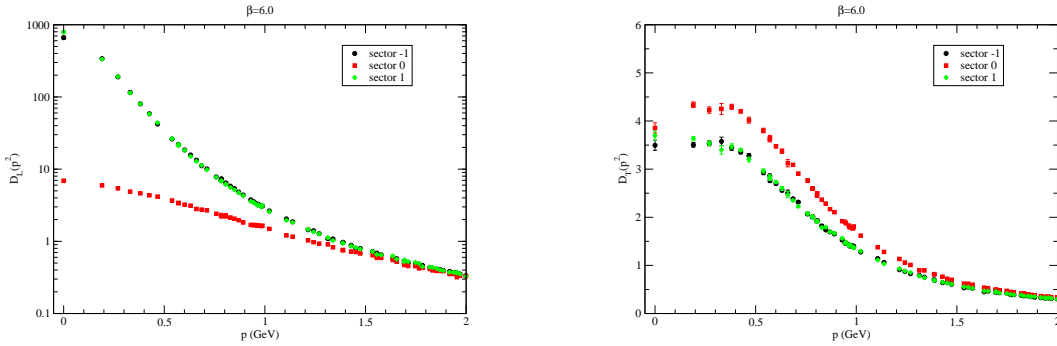 β=6.0
1000
100
10
1
0.1
D_L(p²)
sector -1
sector 0
sector 1
0
0.5
1
1.5
2
p (GeV)
β=6.0
6
5
4
3
2
1
0
D_T(p²)
sector -1
sector 0
sector 1
0
0.5
1
1.5
2
p (GeV)